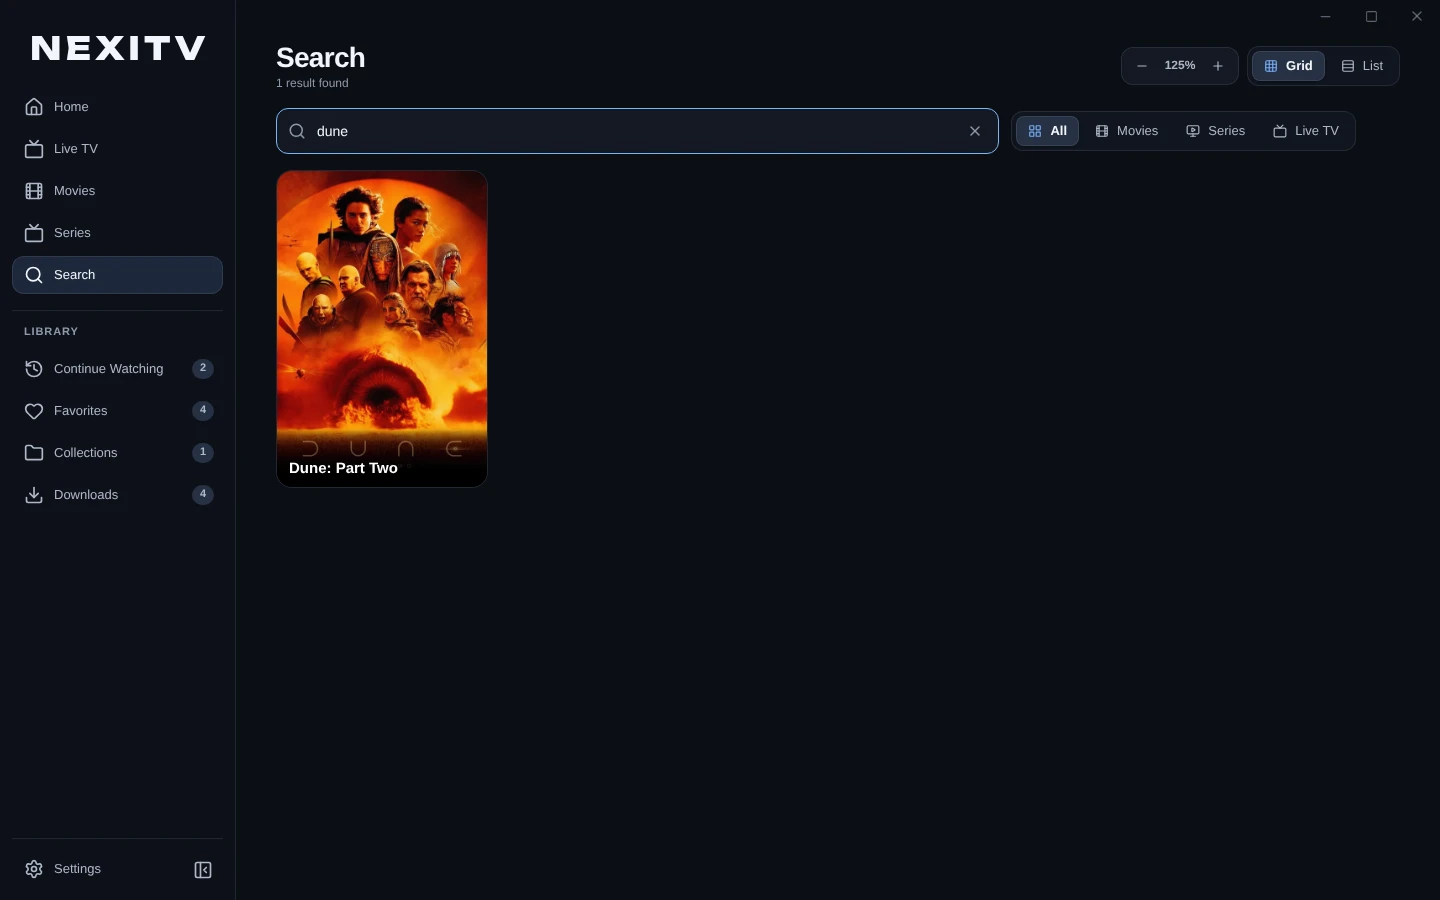 NEXITV
Home
Live TV
Movies
Series
Search
LIBRARY
Continue Watching 2
Favorites 4
Collections 1
Downloads 4
Settings
Search
1 result found
125%
Grid
List
dune
All
Movies
Series
Live TV
DUNE
Dune: Part Two